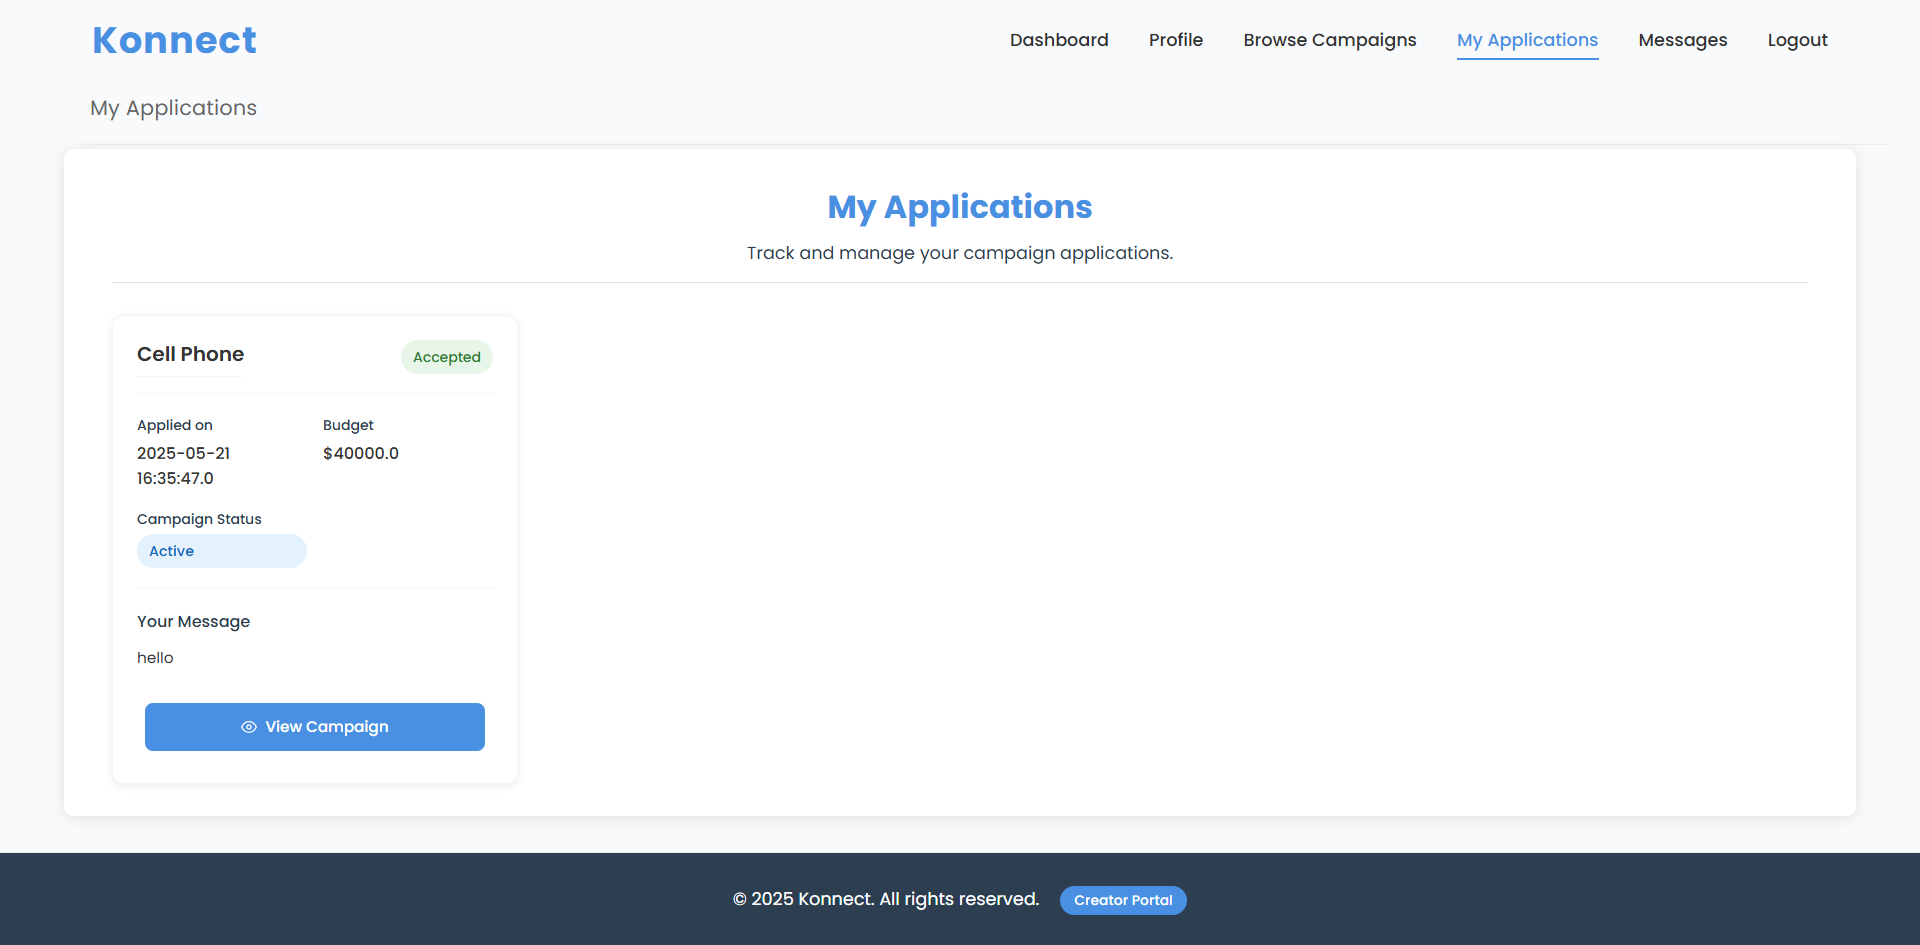 Konnect
Dashboard
Profile
Browse Campaigns
My Applications
Messages
Logout
My Applications
My Applications
Track and manage your campaign applications.
Cell Phone
Accepted
Applied on
Budget
2025-05-21
16:35:47.0
$40000.0
Campaign Status
Active
Your Message
hello
View Campaign
© 2025 Konnect. All rights reserved.
Creator Portal